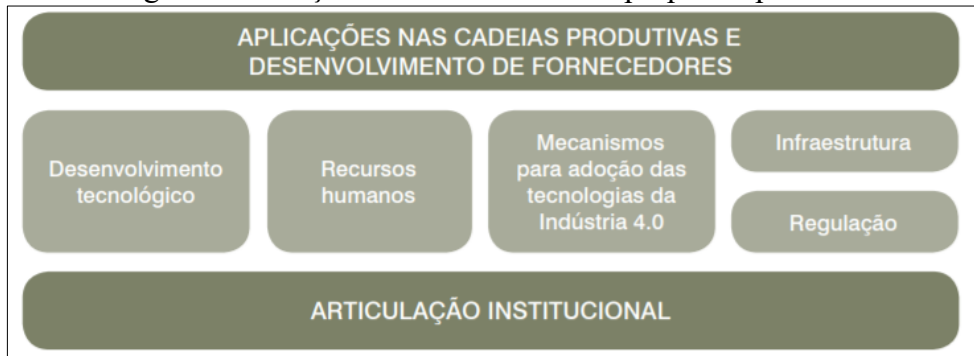 APLICAÇÕES NAS CADEIAS PRODUTIVAS E
DESENVOLVIMENTO DE FORNECEDORES
Desenvolvimento
tecnológico
Recursos
humanos
Mecanismos
para adoção das
tecnologias da
Indústria 4.0
Infraestrutura
Regulação
ARTICULAÇÃO INSTITUCIONAL